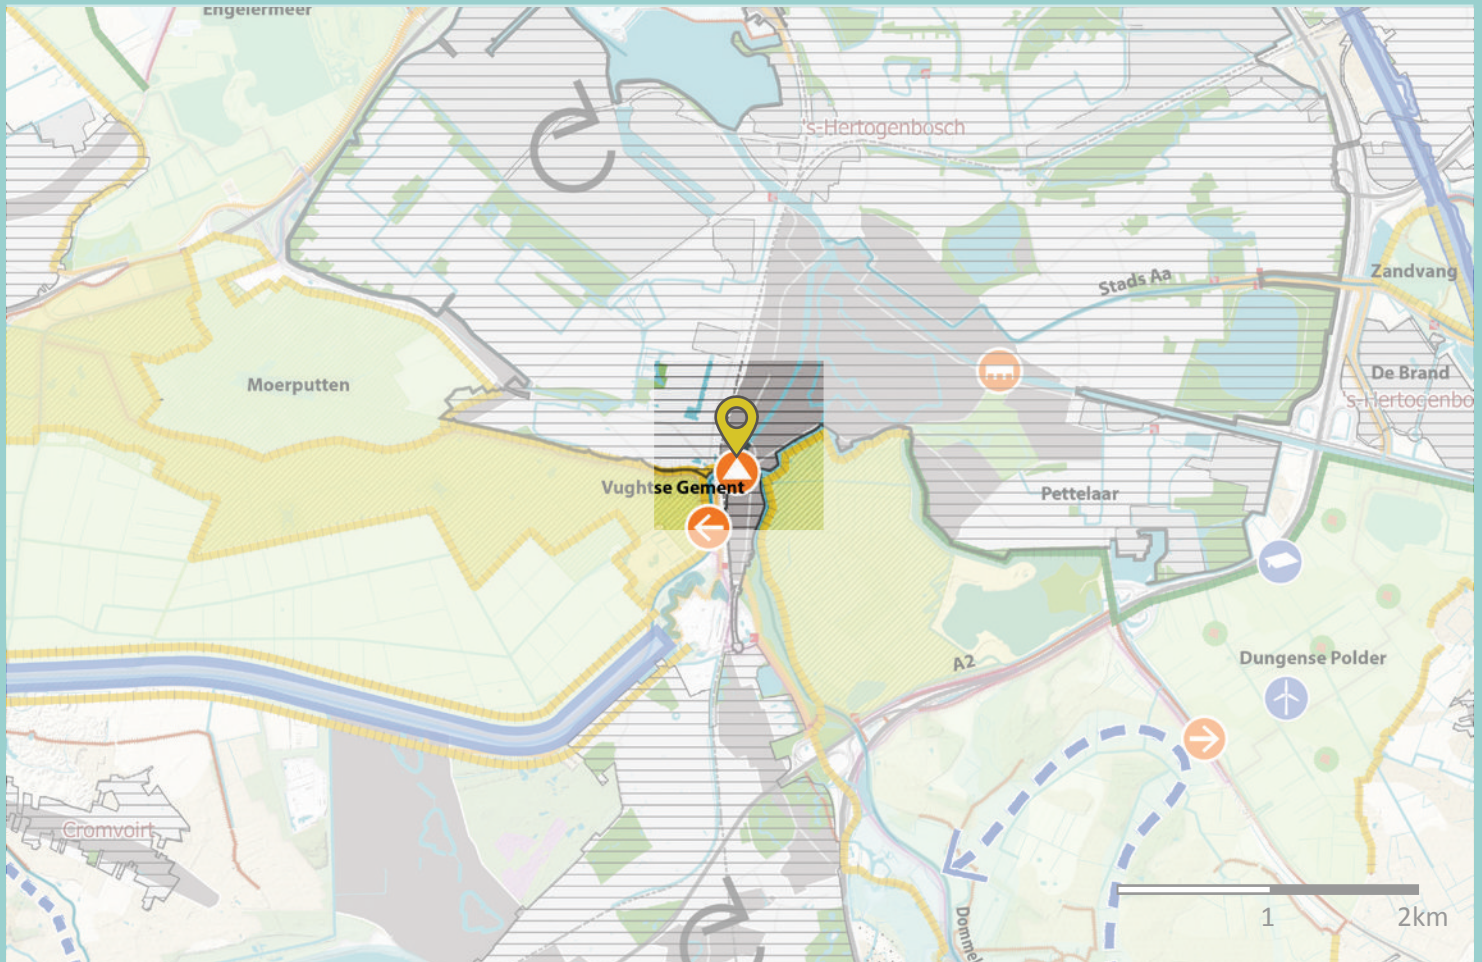 Engelermeer
's-Hertogenbosch
Zandvang
Stads Aa
De Brand
Moerputten
's-Hertogenbo
Vughtse Gement
Pettelaar
A2
Dungense Polder
Cromvoirt
1
2km
Dommel